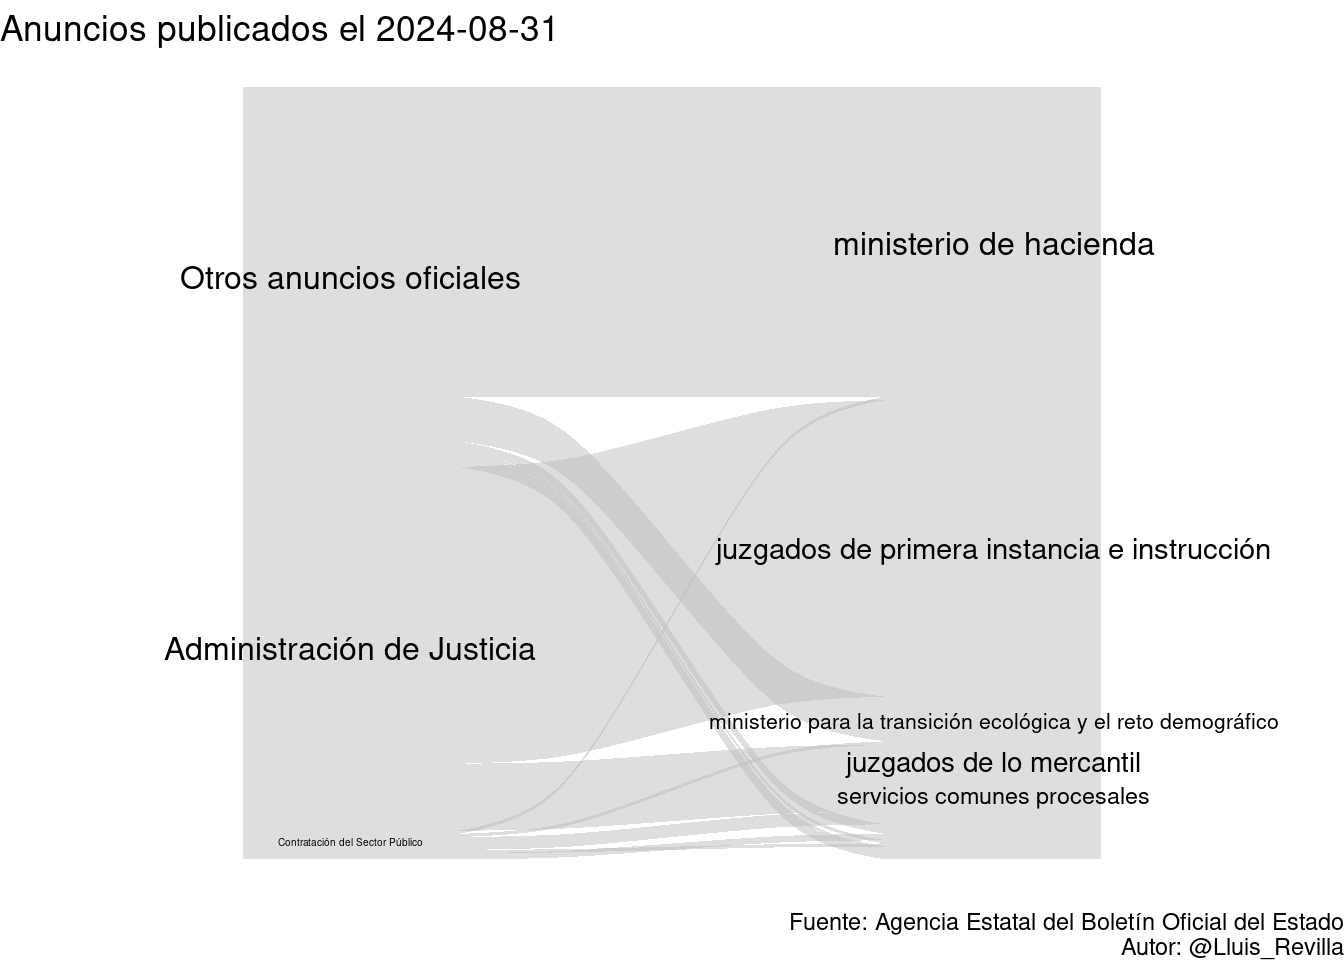 Anuncios publicados el 2024-08-31
ministerio de hacienda
Otros anuncios oficiales
juzgados de primera instancia e instrucción
Administración de Justicia
ministerio para la transición ecológica y el reto demográfico
juzgados de lo mercantil
servicios comunes procesales
Contratación del Sector Público
Fuente: Agencia Estatal del Boletín Oficial del Estado
Autor: @Lluis_Revilla